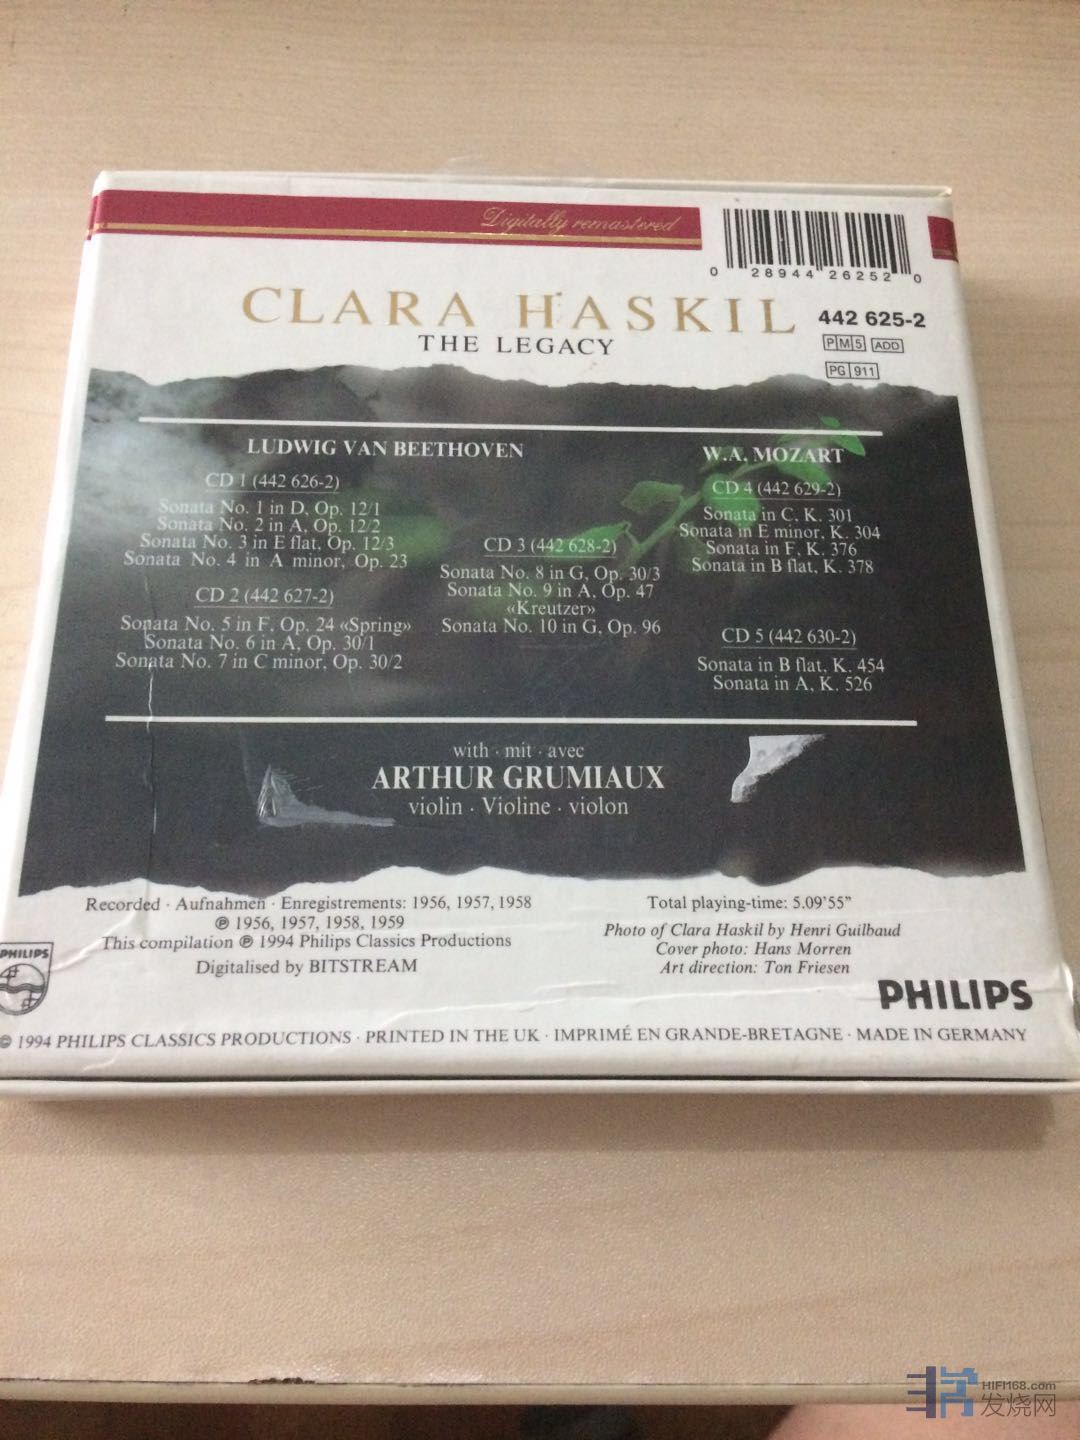 Digitally remastered
0 28944 26252 0
CLARA HASKIL
THE LEGACY
442 625-2
PM5 ADD
PG 911
LUDWIG VAN BEETHOVEN
CD 1 (442 626-2)
Sonata No. 1 in D, Op. 12/1
Sonata No. 2 in A, Op. 12/2
Sonata No. 3 in E flat, Op. 12/3
Sonata No. 4 in A minor, Op. 23
CD 2 (442 627-2)
Sonata No. 5 in F, Op. 24 «Spring»
Sonata No. 6 in A, Op. 30/1
Sonata No. 7 in C minor, Op. 30/2
CD 3 (442 628-2)
Sonata No. 8 in G, Op. 30/3
Sonata No. 9 in A, Op. 47
«Kreutzer»
Sonata No. 10 in G, Op. 96
W.A. MOZART
CD 4 (442 629-2)
Sonata in C, K. 301
Sonata in E minor, K. 304
Sonata in F, K. 376
Sonata in B flat, K. 378
CD 5 (442 630-2)
Sonata in B flat, K. 454
Sonata in A, K. 526
with · mit · avec
ARTHUR GRUMIAUX
violin · Violine · violon
Recorded · Aufnahmen · Enregistrements: 1956, 1957, 1958
℗ 1956, 1957, 1958, 1959
This compilation ℗ 1994 Philips Classics Productions
Digitalised by BITSTREAM
Total playing-time: 5.09'55"
Photo of Clara Haskil by Henri Guilbaud
Cover photo: Hans Morren
Art direction: Ton Friesen
PHILIPS
PHILIPS
© 1994 PHILIPS CLASSICS PRODUCTIONS · PRINTED IN THE UK · IMPRIMÉ EN GRANDE-BRETAGNE · MADE IN GERMANY
HIFI168.com
发烧网